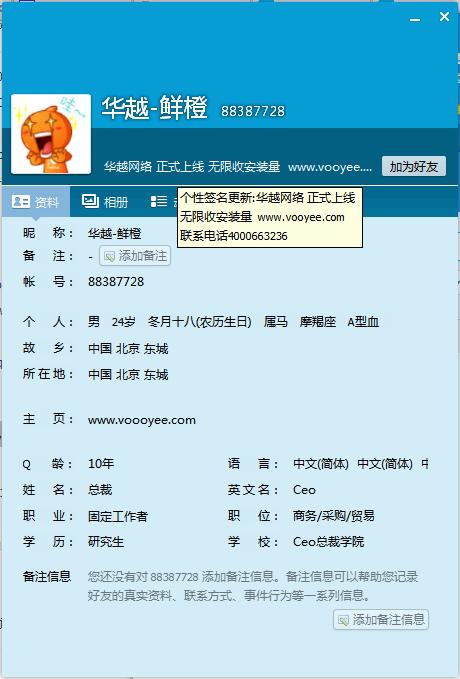 哇~
华越-鲜橙 88387728
华越网络 正式上线 无限收安装量 www.vooyee.... 加为好友
资料 相册
个性签名更新:华越网络 正式上线
无限收安装量 www.vooyee.com
联系电话4000663236
昵 称： 华越-鲜橙
备 注： - 添加备注
帐 号： 88387728
个 人： 男 24岁 冬月十八(农历生日) 属马 摩羯座 A型血
故 乡： 中国 北京 东城
所在地： 中国 北京 东城
主 页： www.voooyee.com
Q 龄： 10年 语 言： 中文(简体) 中文(简体) 中
姓 名： 总裁 英文名： Ceo
职 业： 固定工作者 职 位： 商务/采购/贸易
学 历： 研究生 学 校： Ceo总裁学院
备注信息 您还没有对 88387728 添加备注信息。备注信息可以帮助您记录
好友的真实资料、联系方式、事件行为等一系列信息。
添加备注信息